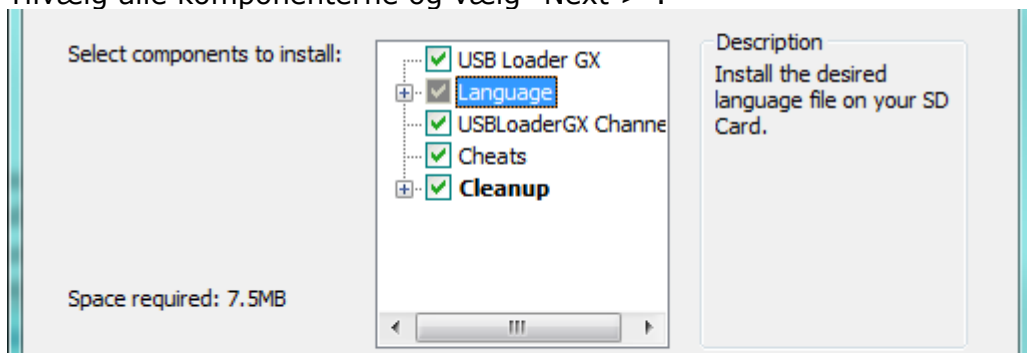 Tilvælg alle komponenterne og vælg "Next >".
Select components to install:
USB Loader GX
Language
USBLoaderGX Channe
Cheats
Cleanup
Description
Install the desired
language file on your SD
Card.
Space required: 7.5MB